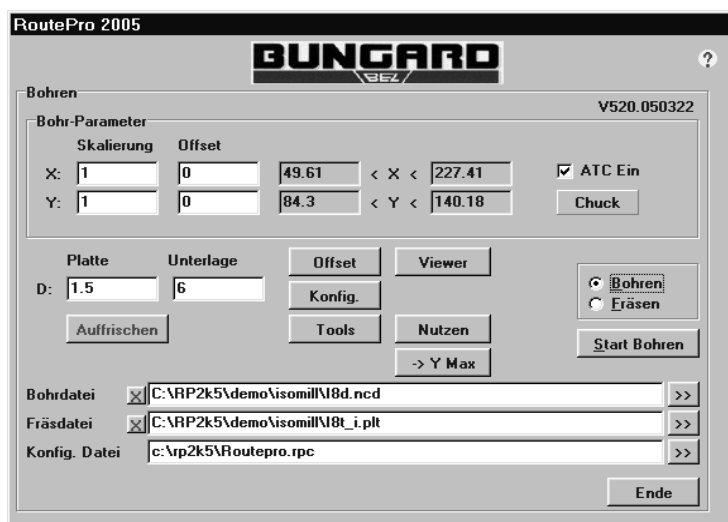 RoutePro 2005
BUNGARD
BEZ
?
Bohren
V520.050322
Bohr-Parameter
Skalierung Offset
X: 1 0 49.61 < X < 227.41 ATC Ein
Y: 1 0 84.3 < Y < 140.18 Chuck
Platte Unterlage Offset Viewer
D: 1.5 6 Konfig. Bohren
Fräsen
Auffrischen Tools Nutzen Start Bohren
-> Y Max
Bohrdatei C:\RP2k5\demo\isomill\18d.ncd >>
Fräsdatei C:\RP2k5\demo\isomill\18t_i.plt >>
Konfig. Datei c:\rp2k5\Routepro.rpc >>
Ende